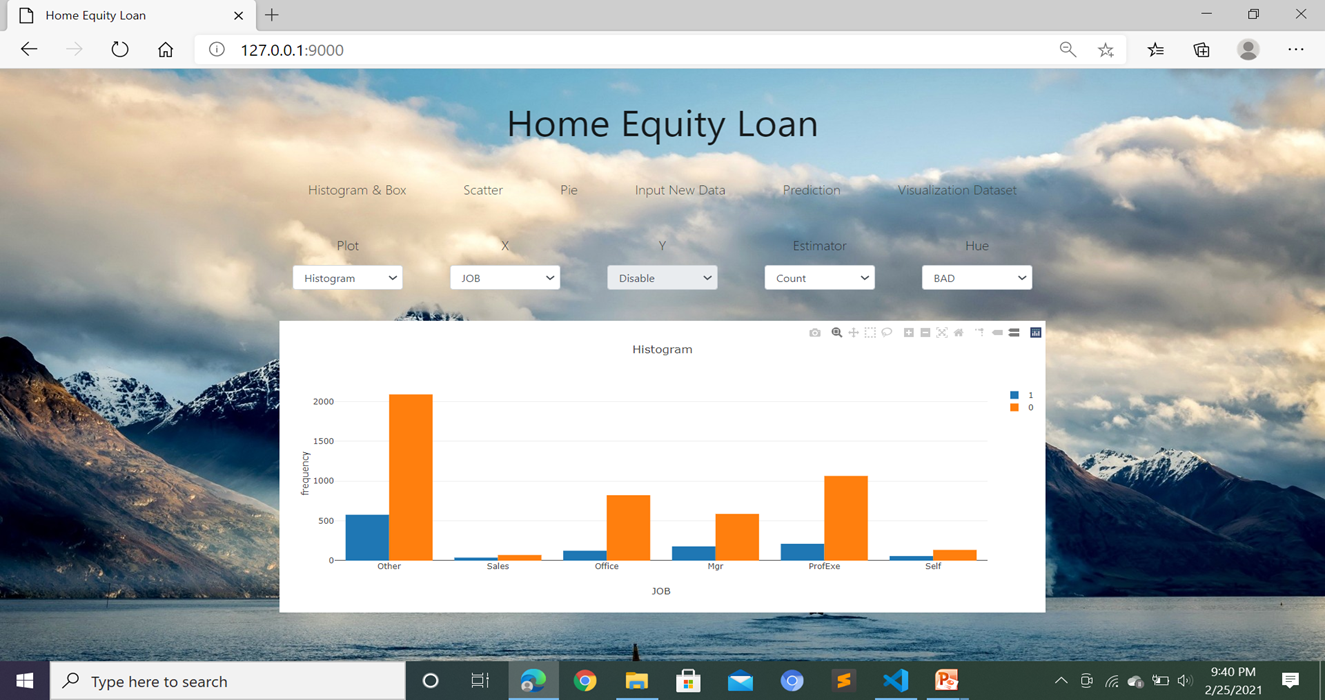 Home Equity Loan
127.0.0.1:9000
Home Equity Loan
Histogram & Box Scatter Pie Input New Data Prediction Visualization Dataset
Plot X Y Estimator Hue
Histogram JOB Disable Count BAD
Histogram
1
0
2000
1500
1000
500
0
frequency
Other Sales Office Mgr ProfExe Self
JOB
Type here to search
9:40 PM
2/25/2021